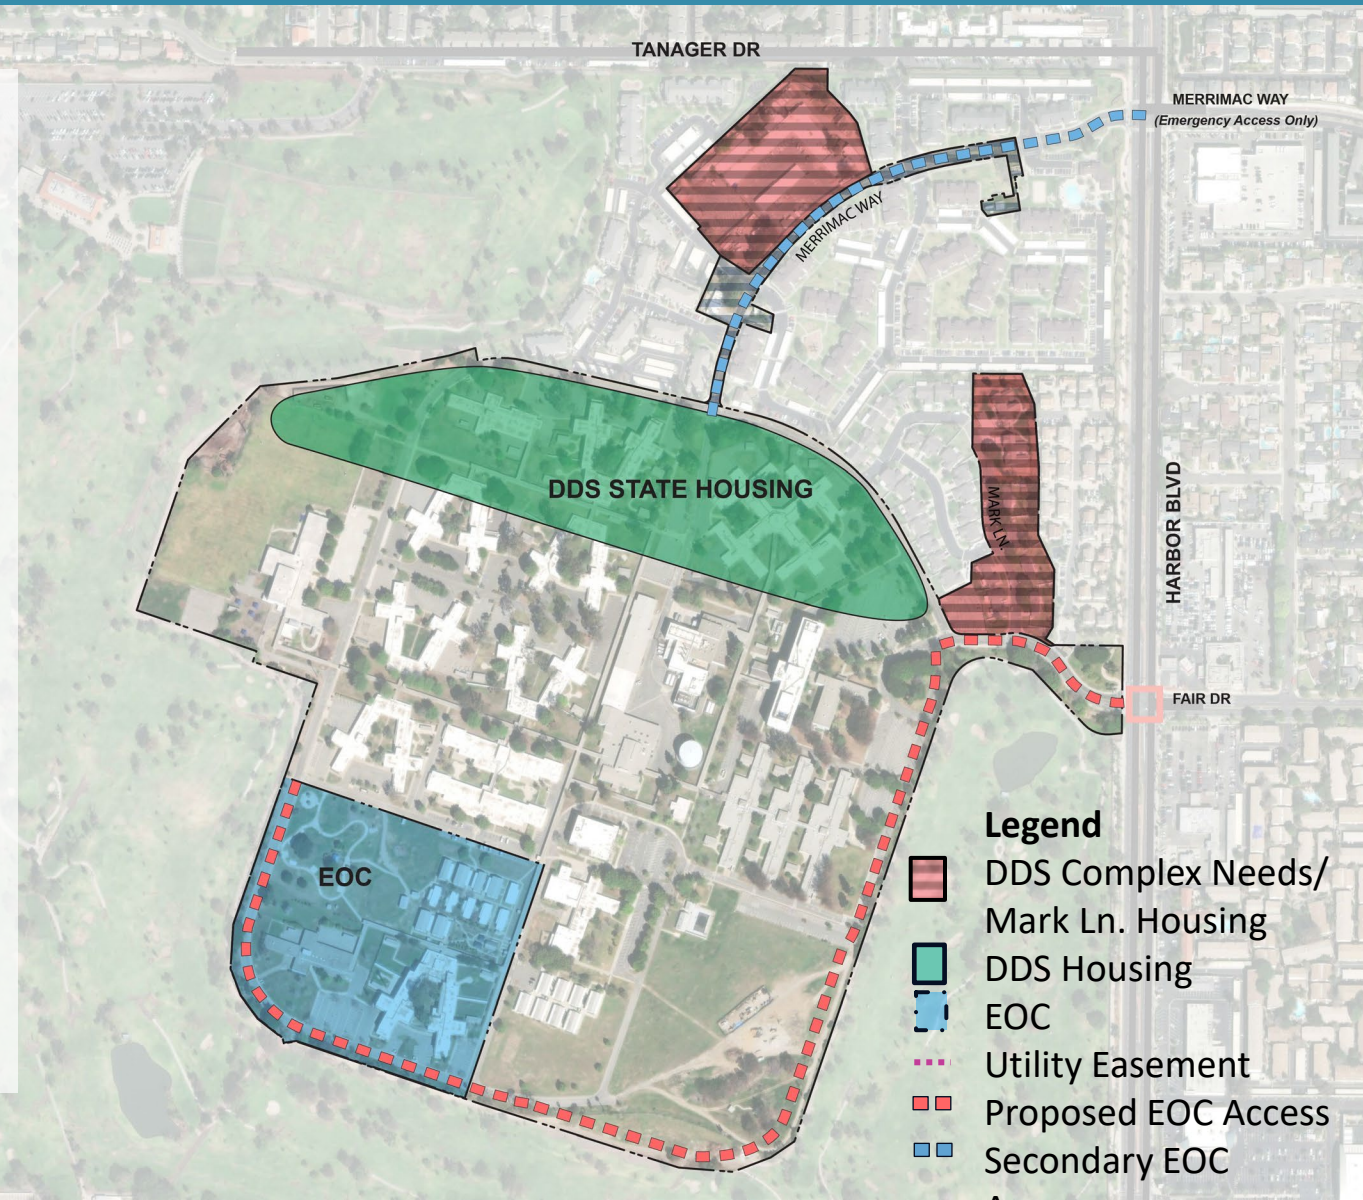 TANAGER DR
MERRIMAC WAY
(Emergency Access Only)
MERRIMAC WAY
DDS STATE HOUSING
MARK LN.
HARBOR BLVD
FAIR DR
EOC
Legend
DDS Complex Needs/
Mark Ln. Housing
DDS Housing
EOC
Utility Easement
Proposed EOC Access
Secondary EOC